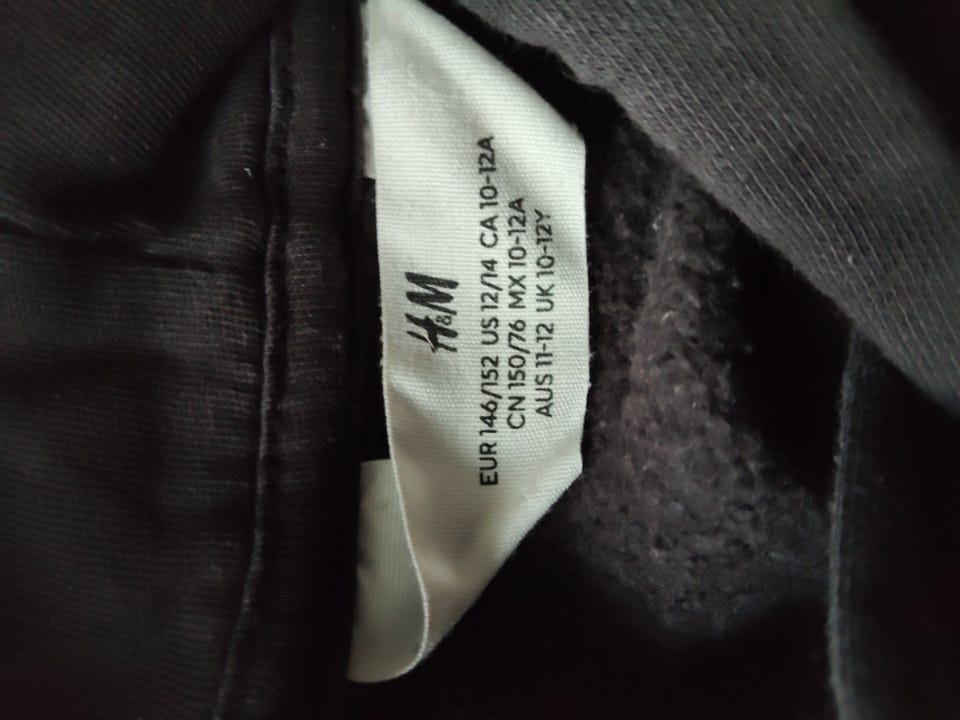 H&M
EUR 146/152 US 12/14 CA 10-12A
CN 150/76 MX 10-12A
AUS 11-12 UK 10-12Y